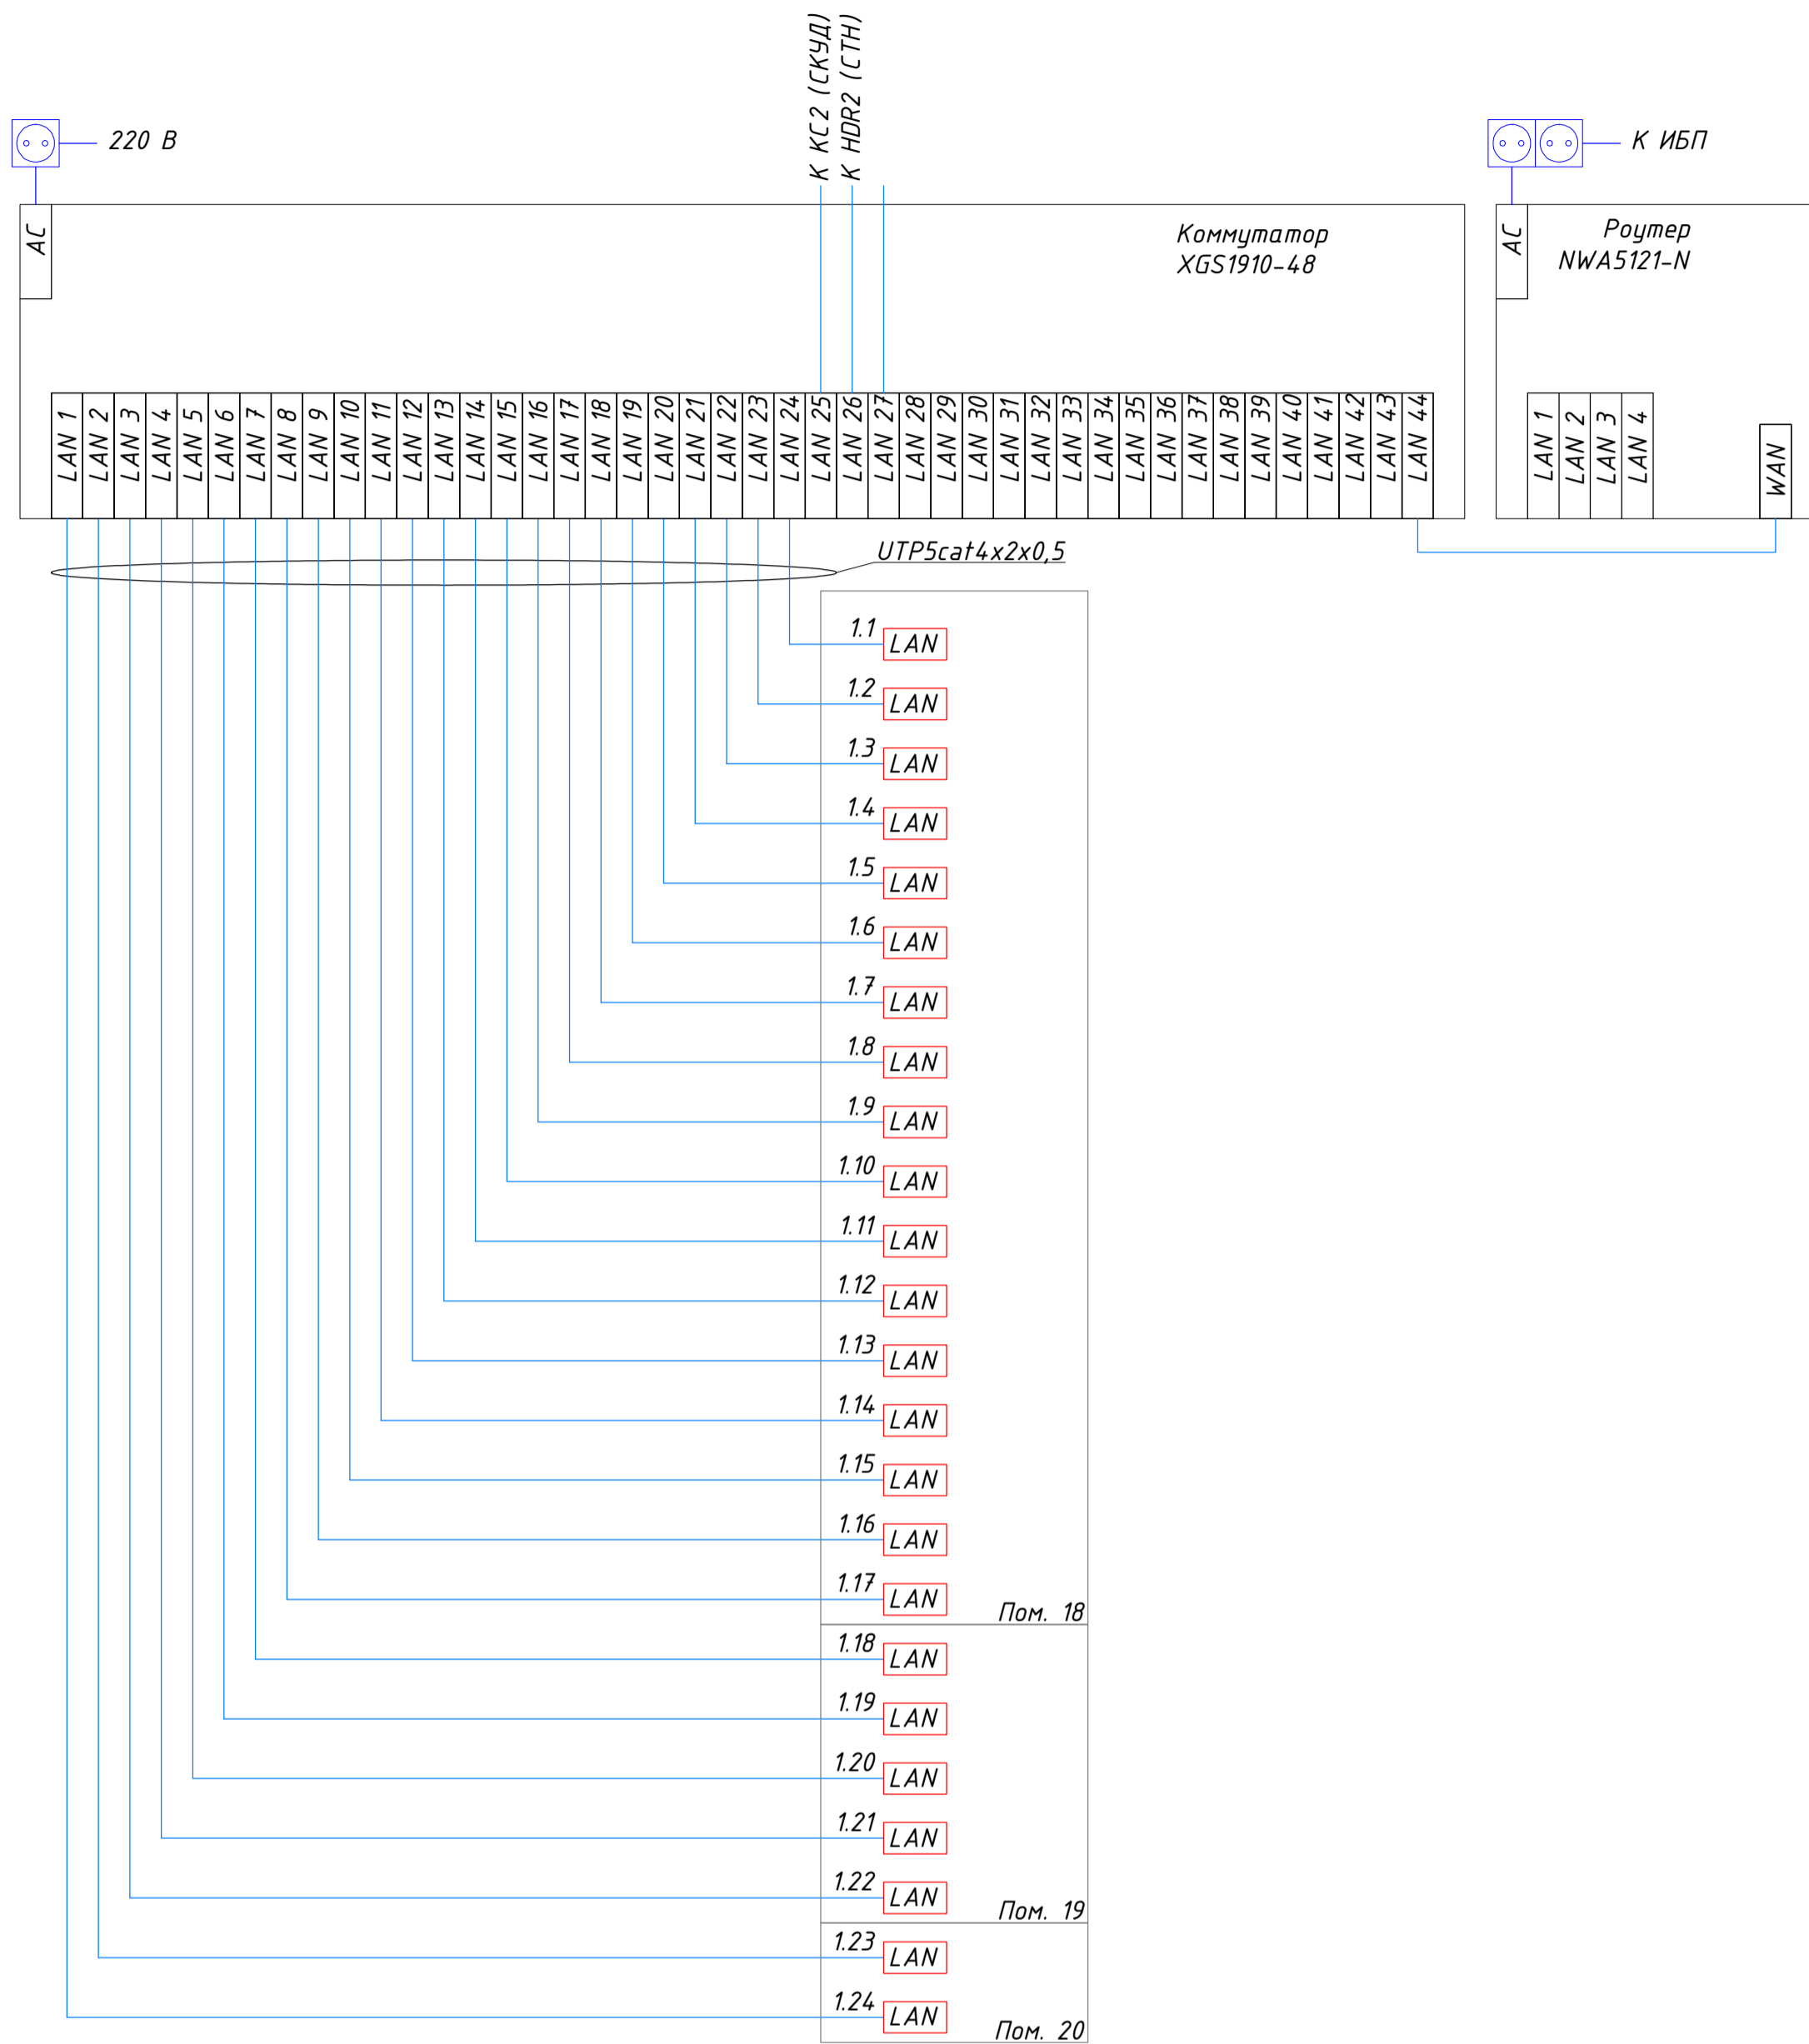 К КС2 (СКУД)
К HDR2 (СТН)
220 В
К ИБП
AC
Коммутатор
XGS1910-48
AC
Роутер
NWA5121-N
LAN 1
LAN 2
LAN 3
LAN 4
LAN 5
LAN 6
LAN 7
LAN 8
LAN 9
LAN 10
LAN 11
LAN 12
LAN 13
LAN 14
LAN 15
LAN 16
LAN 17
LAN 18
LAN 19
LAN 20
LAN 21
LAN 22
LAN 23
LAN 24
LAN 25
LAN 26
LAN 27
LAN 28
LAN 29
LAN 30
LAN 31
LAN 32
LAN 33
LAN 34
LAN 35
LAN 36
LAN 37
LAN 38
LAN 39
LAN 40
LAN 41
LAN 42
LAN 43
LAN 44
LAN 1
LAN 2
LAN 3
LAN 4
WAN
UTP5cat4x2x0,5
1.1 LAN
1.2 LAN
1.3 LAN
1.4 LAN
1.5 LAN
1.6 LAN
1.7 LAN
1.8 LAN
1.9 LAN
1.10 LAN
1.11 LAN
1.12 LAN
1.13 LAN
1.14 LAN
1.15 LAN
1.16 LAN
1.17 LAN
Пом. 18
1.18 LAN
1.19 LAN
1.20 LAN
1.21 LAN
1.22 LAN
Пом. 19
1.23 LAN
1.24 LAN
Пом. 20